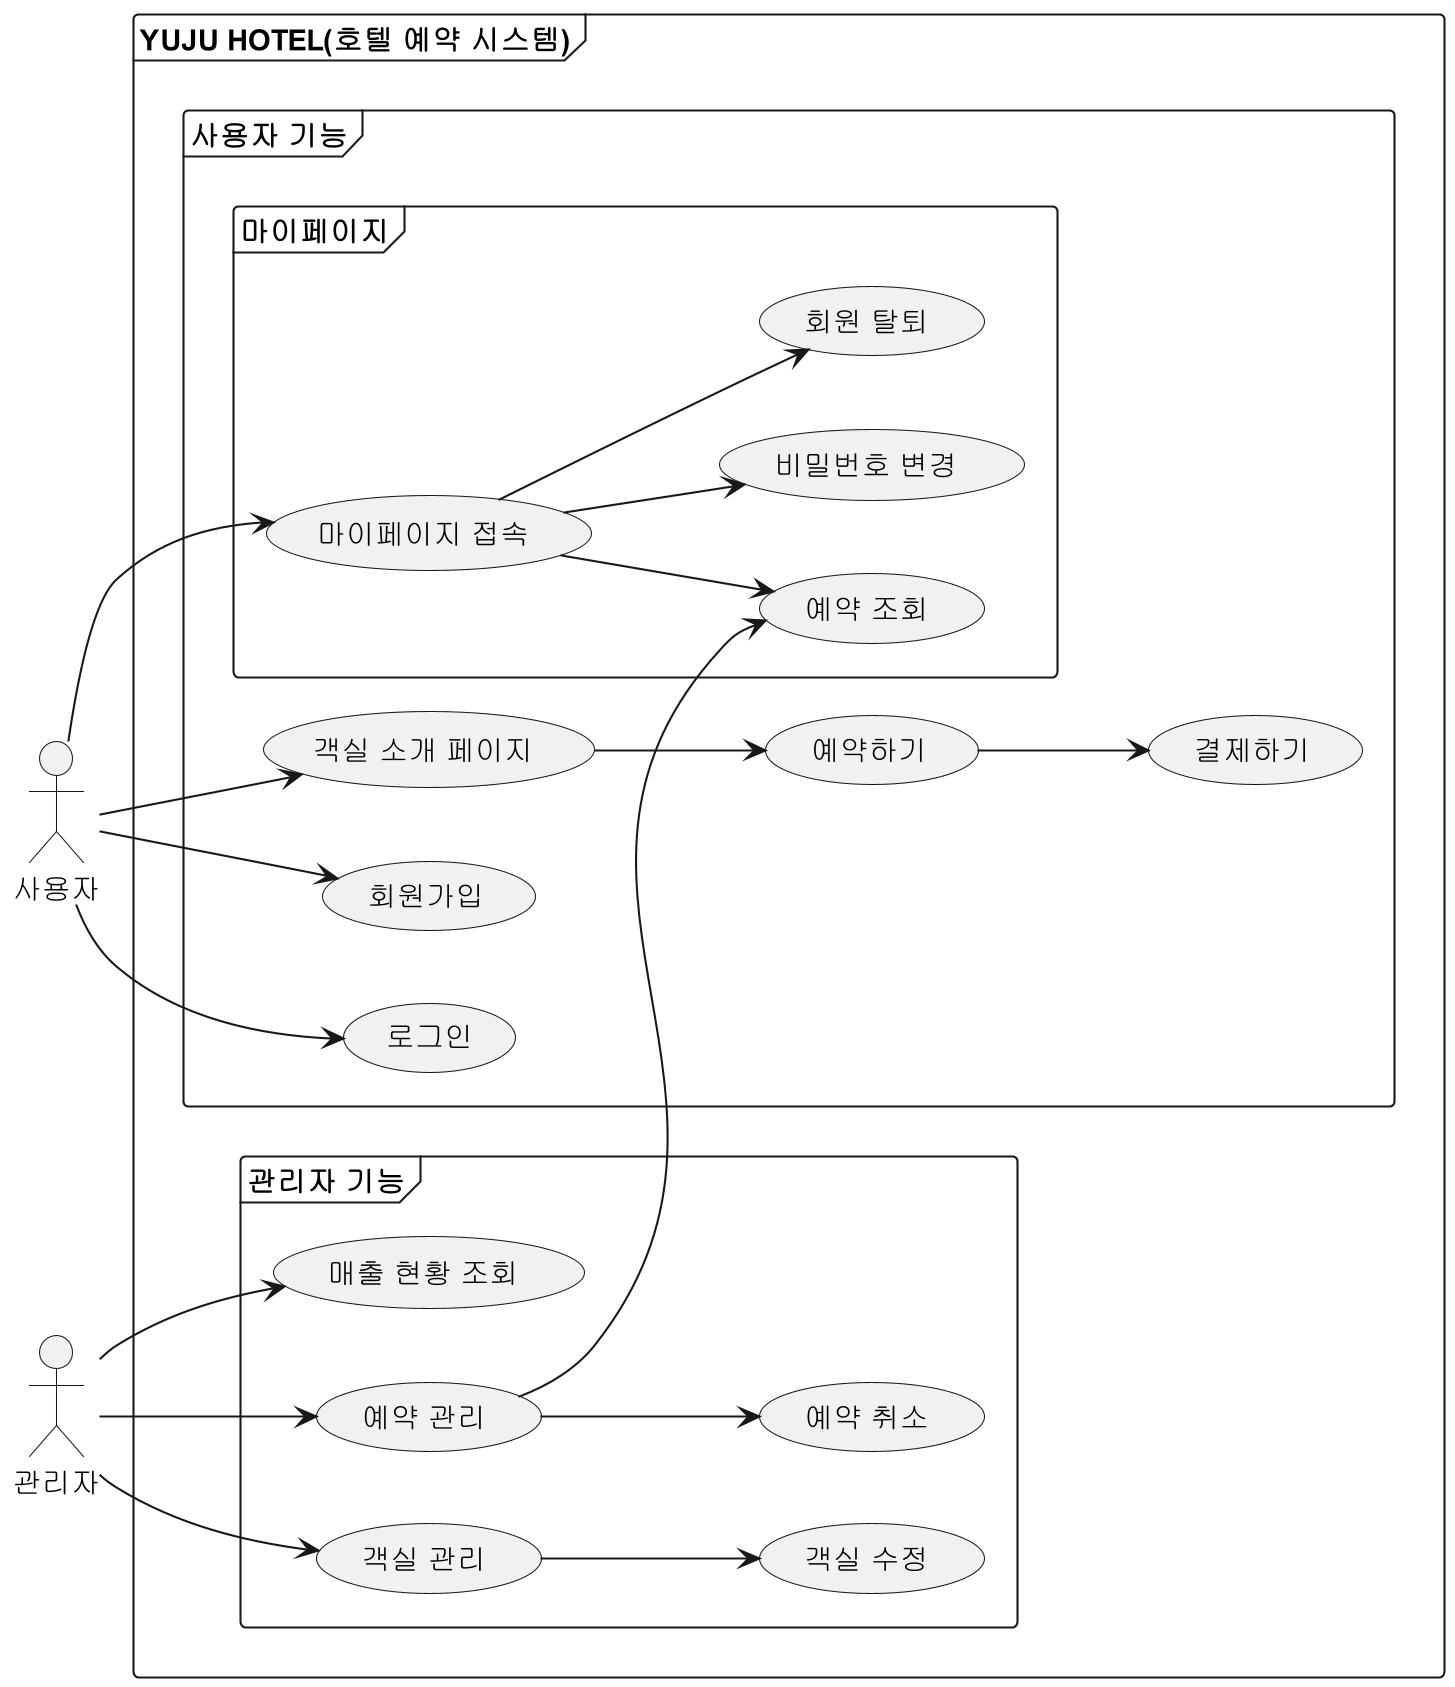 YUJU HOTEL(호텔 예약 시스템)
사용자 기능
마이페이지
회원 탈퇴
비밀번호 변경
마이페이지 접속
예약 조회
객실 소개 페이지
예약하기
결제하기
사용자
회원가입
로그인
관리자 기능
매출 현황 조회
관리자
예약 관리
예약 취소
객실 관리
객실 수정